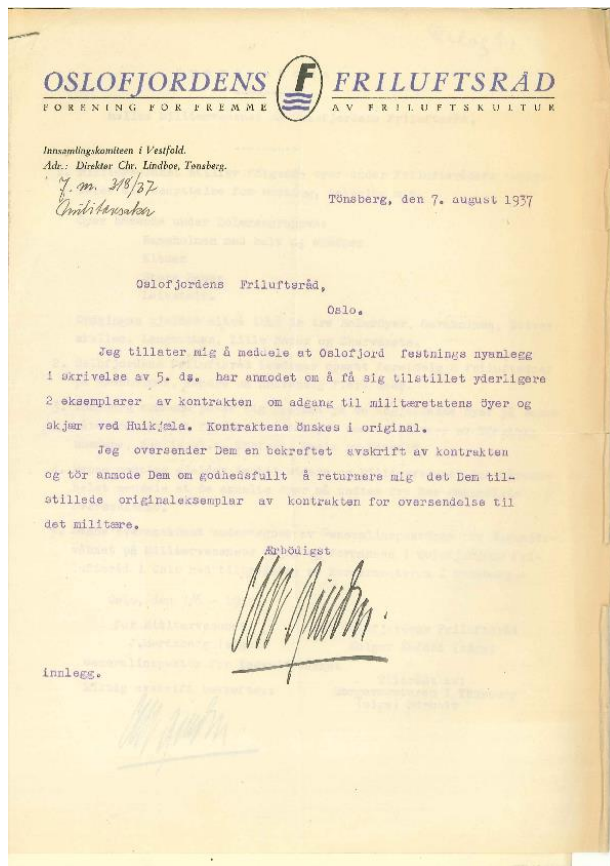 OSLOFJORDENS F FRILUFTSRÅD
FORENING FOR FREMME AV FRILUFTSKULTUR
Innsamlingskomiteen i Vestfold.
Adr.: Direktør Chr. Lindboe, Tønsberg.
J. nr. 318/37
Militærsaker
Tönsberg, den 7. august 1937
Oslofjordens Friluftsråd,
Oslo.
Jeg tillater mig å meddele at Oslofjord festnings nyanlegg
i skrivelse av 5. ds. har anmodet om å få sig tilstillet yderligere
2 eksemplarer av kontrakten om adgang til militæretatens öyer og
skjær ved Huikjæla. Kontraktene önskes i original.
Jeg oversender Dem en bekreftet avskrift av kontrakten
og tör anmode Dem om godhedsfullt å returnere mig det Dem til-
stillede originaleksemplar av kontrakten for oversendelse til
det militære.
Ærbödigst
innlegg.